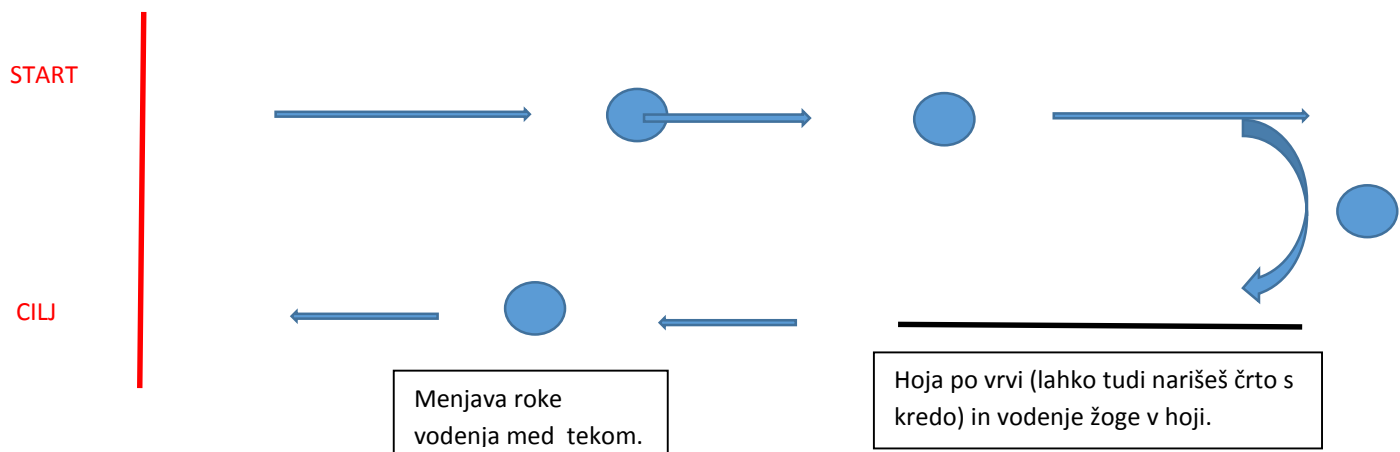 START
CILJ
Menjava roke
vodenja med  tekom.
Hoja po vrvi (lahko tudi narišeš črto s
kredo) in vodenje žoge v hoji.